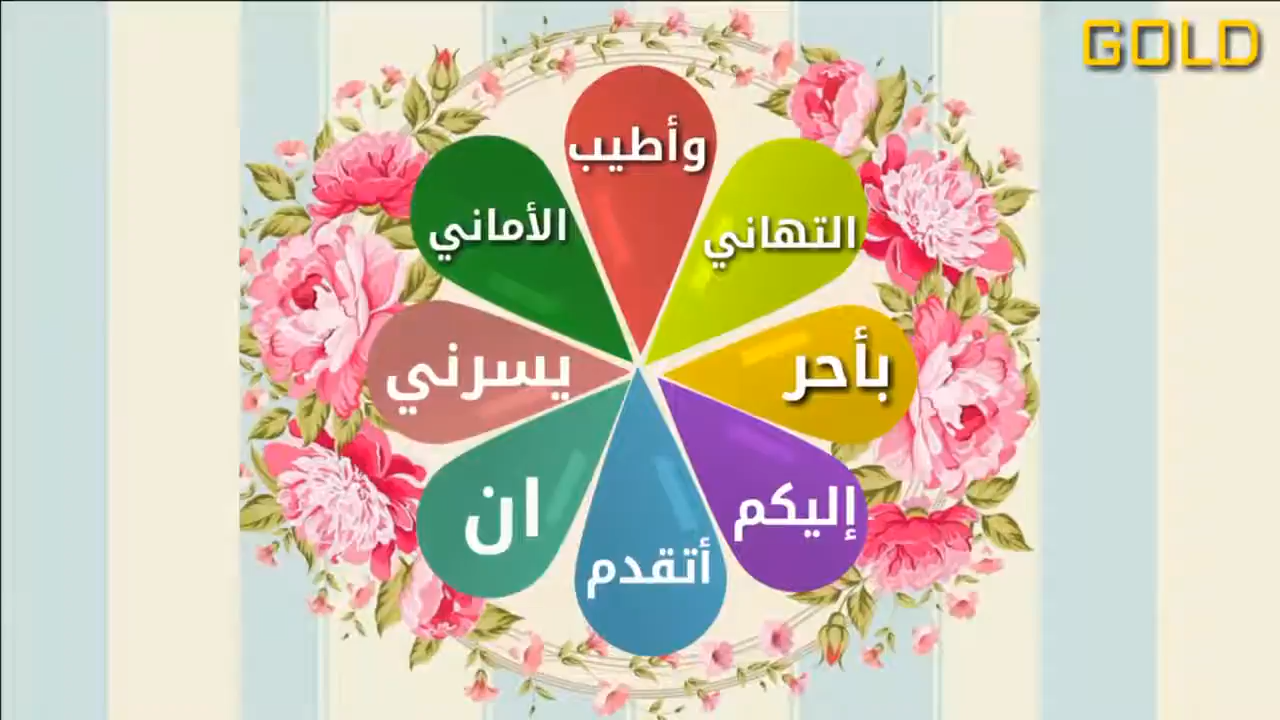 GOLD
يسرني
ان
أتقدم
إليكم
بأحر
التهاني
وأطيب
الأماني